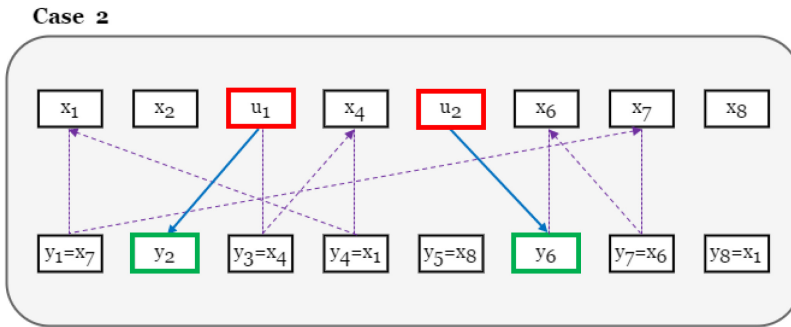 Case 2
x₁ x₂ u₁ x₄ u₂ x₆ x₇ x₈
y₁=x₇ y₂ y₃=x₄ y₄=x₁ y₅=x₈ y₆ y₇=x₆ y₈=x₁